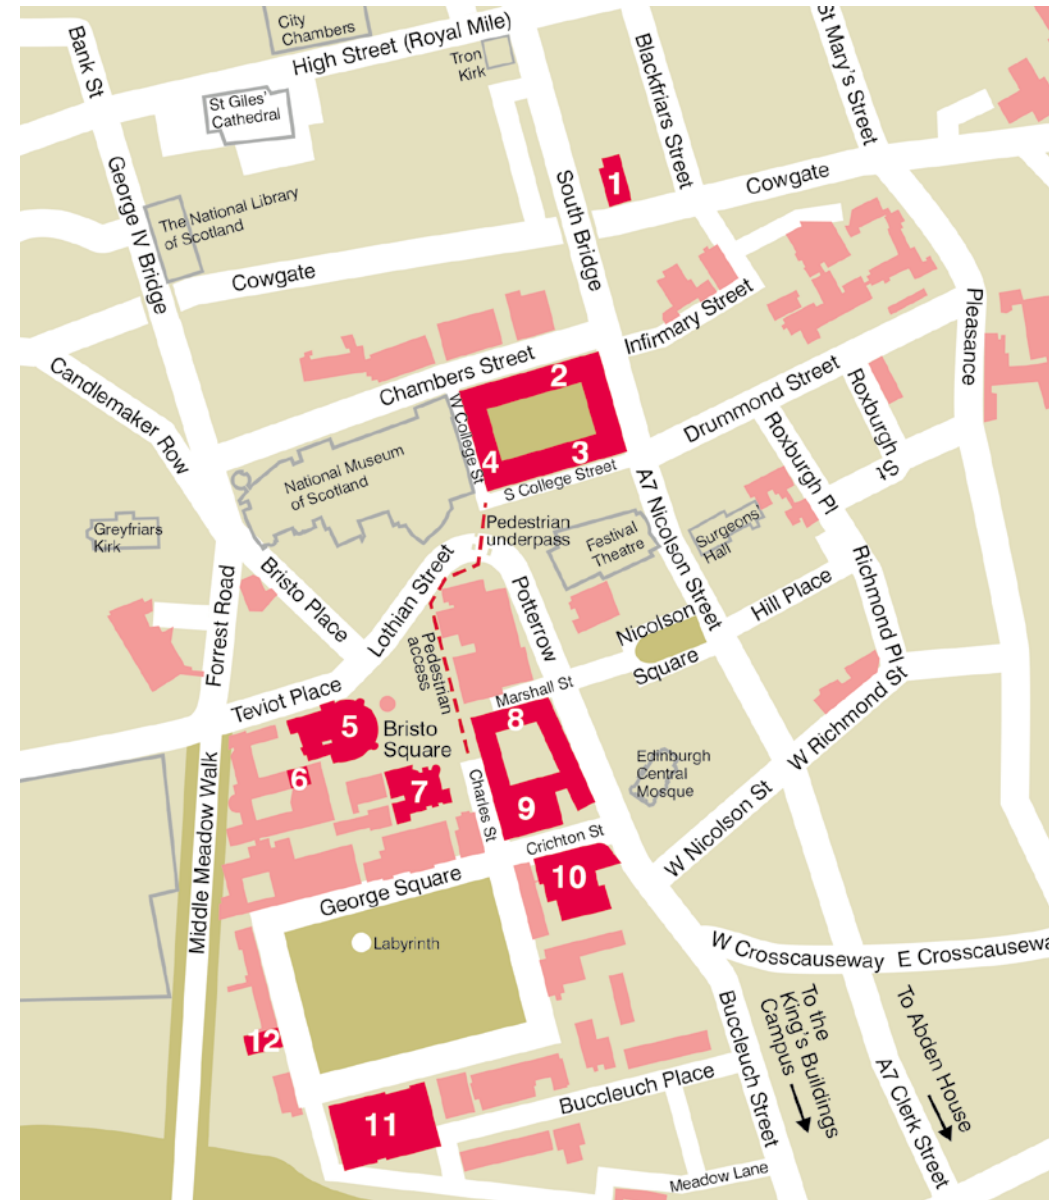 City
Chambers
High Street (Royal Mile)
Bank St
Tron
Kirk
St Giles'
Cathedral
Blackfriars Street
St Mary's Street
George IV Bridge
The National Library
of Scotland
South Bridge
1
Cowgate
Cowgate
Infirmary Street
Pleasance
Candlemaker Row
Chambers Street
2
W College St
3
4
S College Street
Drummond Street
Roxburgh St
Roxburgh Pl
National Museum
of Scotland
Greyfriars
Kirk
Pedestrian
underpass
Festival
Theatre
A7 Nicolson Street
Surgeons'
Hall
Forrest Road
Bristo Place
Lothian Street
Pedestrian
access
Potterrow
Nicolson
Square
Hill Place
Richmond Pl
Teviot Place
Marshall St
5
Bristo
Square
8
6
7
Charles St
9
Edinburgh
Central
Mosque
W Richmond St
W Nicolson St
Middle Meadow Walk
Crichton St
10
George Square
Labyrinth
W Crosscauseway
E Crosscausewa
12
11
Buccleuch Place
Buccleuch Street
To the
King's Buildings
Campus
To Abden House
A7 Clerk Street
Meadow Lane